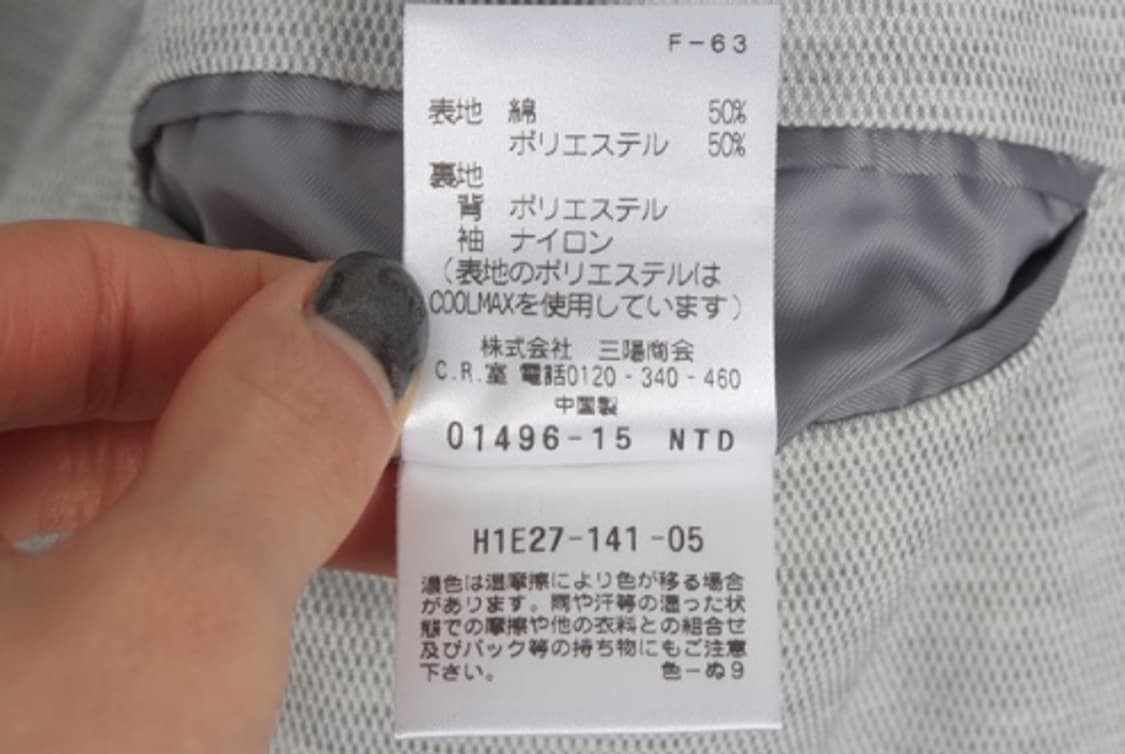 F-63
表地 綿 50%
ポリエステル 50%
裏地
背 ポリエステル
袖 ナイロン
(表地のポリエステルは
COOLMAXを使用しています)
株式会社 三陽商会
C.R.室 電話0120-340-460
中国製
01496-15 NTD
H1E27-141-05
濃色は湿摩擦により色が移る場合
があります。雨や汗等の湿った状
態での摩擦や他の衣料との組合せ
及びバック等の持ち物にもご注意
下さい。 色-ぬ9